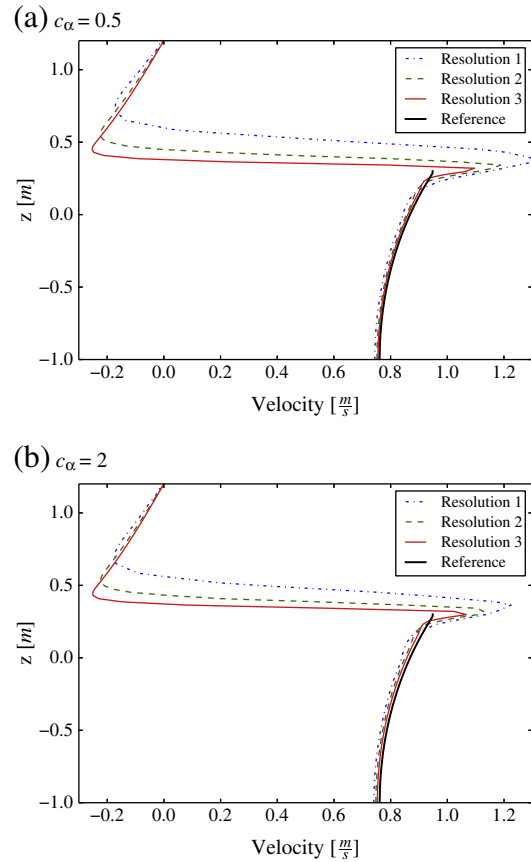 (a) cα = 0.5
Resolution 1
Resolution 2
Resolution 3
Reference
1.0
0.5
0.0
−0.5
−1.0
z [m]
−0.2 0.0 0.2 0.4 0.6 0.8 1.0 1.2
Velocity [m/s]
(b) cα = 2
Resolution 1
Resolution 2
Resolution 3
Reference
1.0
0.5
0.0
−0.5
−1.0
z [m]
−0.2 0.0 0.2 0.4 0.6 0.8 1.0 1.2
Velocity [m/s]